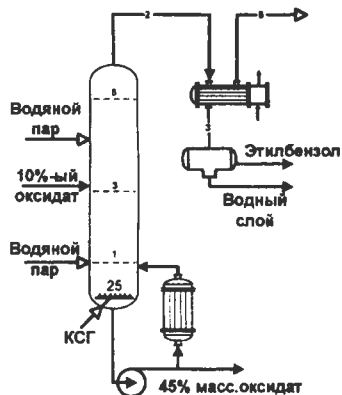 2
8
6
Водяной
пар
10%-ый
оксидат
3
3
Этилбензол
Водный
слой
Водяной
пар
1
25
КСГ
45% масс.оксидат